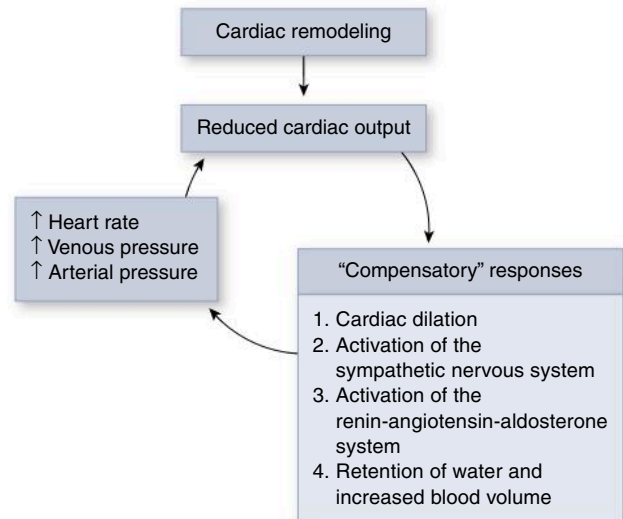 Cardiac remodeling
Reduced cardiac output
↑ Heart rate
↑ Venous pressure
↑ Arterial pressure
“Compensatory” responses
1. Cardiac dilation
2. Activation of the
sympathetic nervous system
3. Activation of the
renin-angiotensin-aldosterone
system
4. Retention of water and
increased blood volume